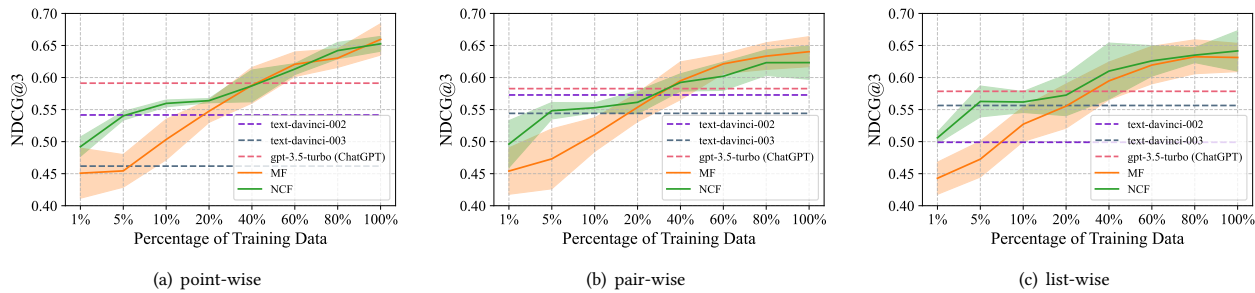 NDCG@3
0.70
0.65
0.60
0.55
0.50
0.45
0.40
text-davinci-002
text-davinci-003
gpt-3.5-turbo (ChatGPT)
MF
NCF
1% 5% 10% 20% 40% 60% 80% 100%
Percentage of Training Data
(a) point-wise
NDCG@3
0.70
0.65
0.60
0.55
0.50
0.45
0.40
text-davinci-002
text-davinci-003
gpt-3.5-turbo (ChatGPT)
MF
NCF
1% 5% 10% 20% 40% 60% 80% 100%
Percentage of Training Data
(b) pair-wise
NDCG@3
0.70
0.65
0.60
0.55
0.50
0.45
0.40
text-davinci-002
text-davinci-003
gpt-3.5-turbo (ChatGPT)
MF
NCF
1% 5% 10% 20% 40% 60% 80% 100%
Percentage of Training Data
(c) list-wise